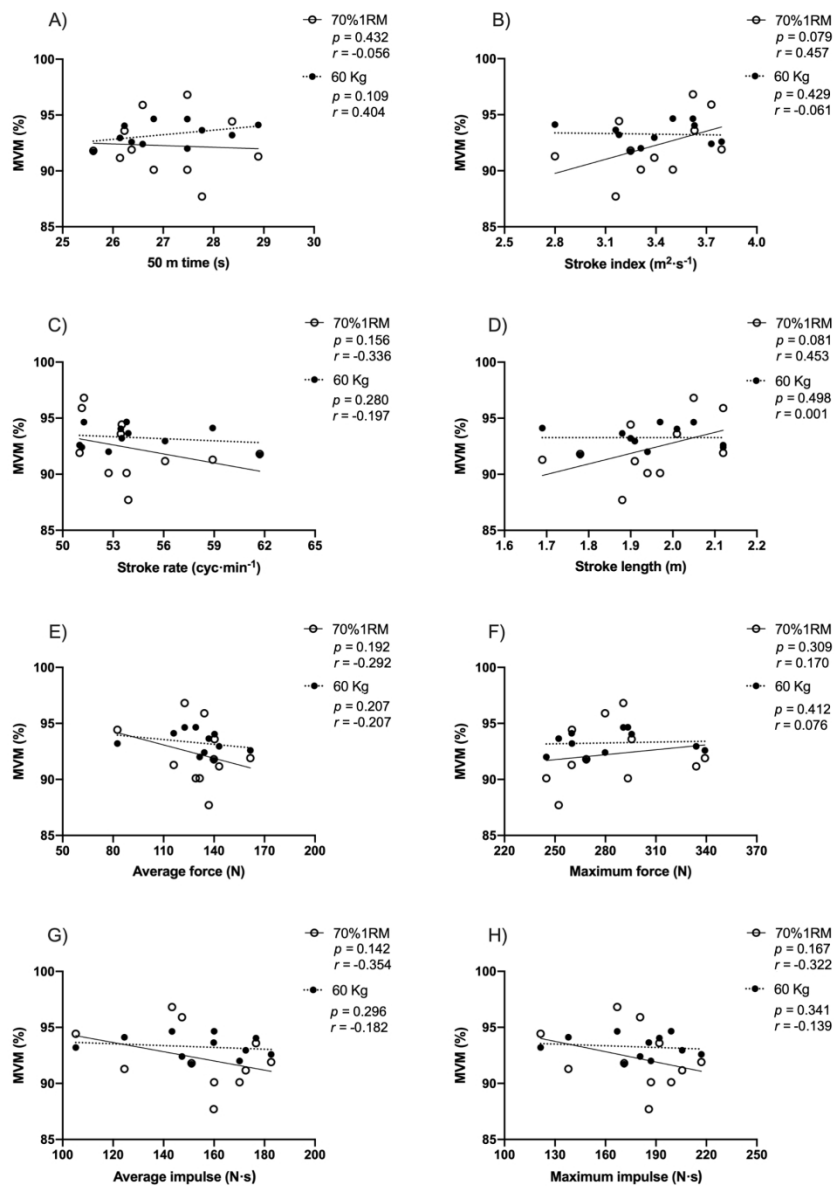 A)
70%1RM
p = 0.432
r = -0.056
60 Kg
p = 0.109
r = 0.404
MVM (%)
100
95
90
85
25 26 27 28 29 30
50 m time (s)
B)
70%1RM
p = 0.079
r = 0.457
60 Kg
p = 0.429
r = -0.061
MVM (%)
100
95
90
85
2.5 2.8 3.1 3.4 3.7 4.0
Stroke index (m²·s⁻¹)
C)
70%1RM
p = 0.156
r = -0.336
60 Kg
p = 0.280
r = -0.197
MVM (%)
100
95
90
85
50 53 56 59 62 65
Stroke rate (cyc·min⁻¹)
D)
70%1RM
p = 0.081
r = 0.453
60 Kg
p = 0.498
r = 0.001
MVM (%)
100
95
90
85
1.6 1.7 1.8 1.9 2.0 2.1 2.2
Stroke length (m)
E)
70%1RM
p = 0.192
r = -0.292
60 Kg
p = 0.207
r = -0.207
MVM (%)
100
95
90
85
50 80 110 140 170 200
Average force (N)
F)
70%1RM
p = 0.309
r = 0.170
60 Kg
p = 0.412
r = 0.076
MVM (%)
100
95
90
85
220 250 280 310 340 370
Maximum force (N)
G)
70%1RM
p = 0.142
r = -0.354
60 Kg
p = 0.296
r = -0.182
MVM (%)
100
95
90
85
100 120 140 160 180 200
Average impulse (N·s)
H)
70%1RM
p = 0.167
r = -0.322
60 Kg
p = 0.341
r = -0.139
MVM (%)
100
95
90
85
100 130 160 190 220 250
Maximum impulse (N·s)